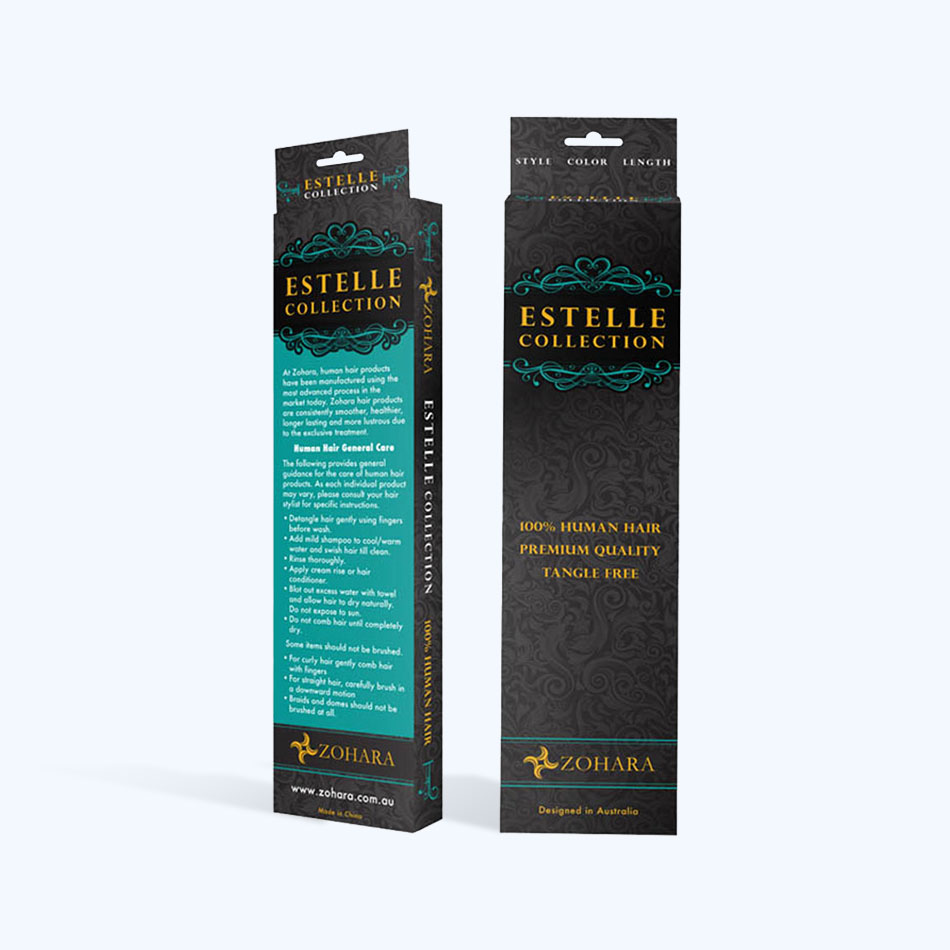 ESTELLE
COLLECTION
ESTELLE
COLLECTION
At Zohara, human hair products
have been manufactured using the
most advanced process in the
market today. Zohara hair products
are consistently smoother, healthier,
longer lasting and more lustrous due
to the exclusive treatment.
Human Hair General Care
The following provides general
guidance for the care of human hair
products. As each individual product
may vary, please consult your hair
stylist for specific instructions.
• Detangle hair gently using fingers
before wash.
• Add mild shampoo to cool/warm
water and swish hair till clean.
• Rinse thoroughly.
• Apply cream rise or hair
conditioner.
• Blot out excess water with towel
and allow hair to dry naturally.
Do not expose to sun.
• Do not comb hair until completely
dry.
Some items should not be brushed.
• For curly hair gently comb hair
with fingers
• For straight hair, carefully brush in
a downward motion
• Braids and domes should not be
brushed at all.
ZOHARA
www.zohara.com.au
Made in China
ZOHARA
ESTELLE COLLECTION
100% HUMAN HAIR
STYLE COLOR LENGTH
ESTELLE
COLLECTION
100% HUMAN HAIR
PREMIUM QUALITY
TANGLE FREE
ZOHARA
Designed in Australia